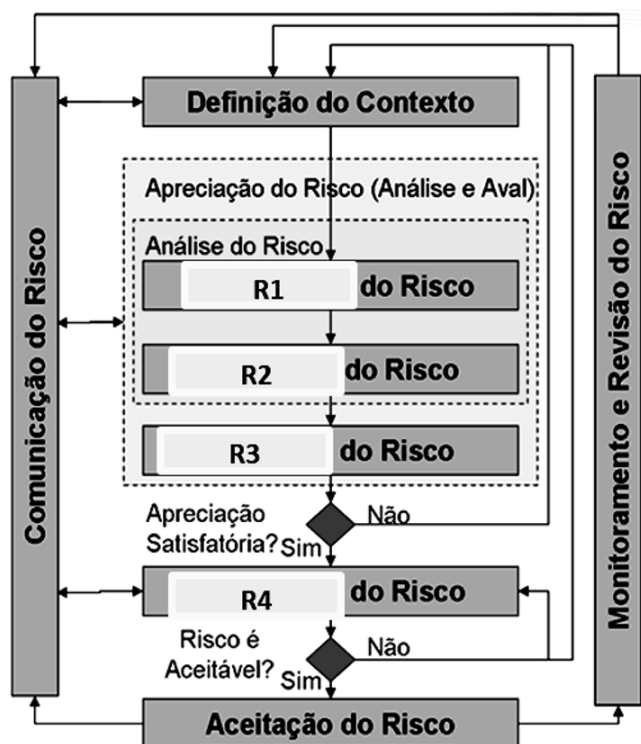 Definição do Contexto
Apreciação do Risco (Análise e Aval)
Análise do Risco
R1 do Risco
R2 do Risco
R3 do Risco
Apreciação
Satisfatória?
Não
Sim
R4 do Risco
Risco é
Aceitável?
Não
Sim
Aceitação do Risco
Comunicação do Risco
Monitoramento e Revisão do Risco